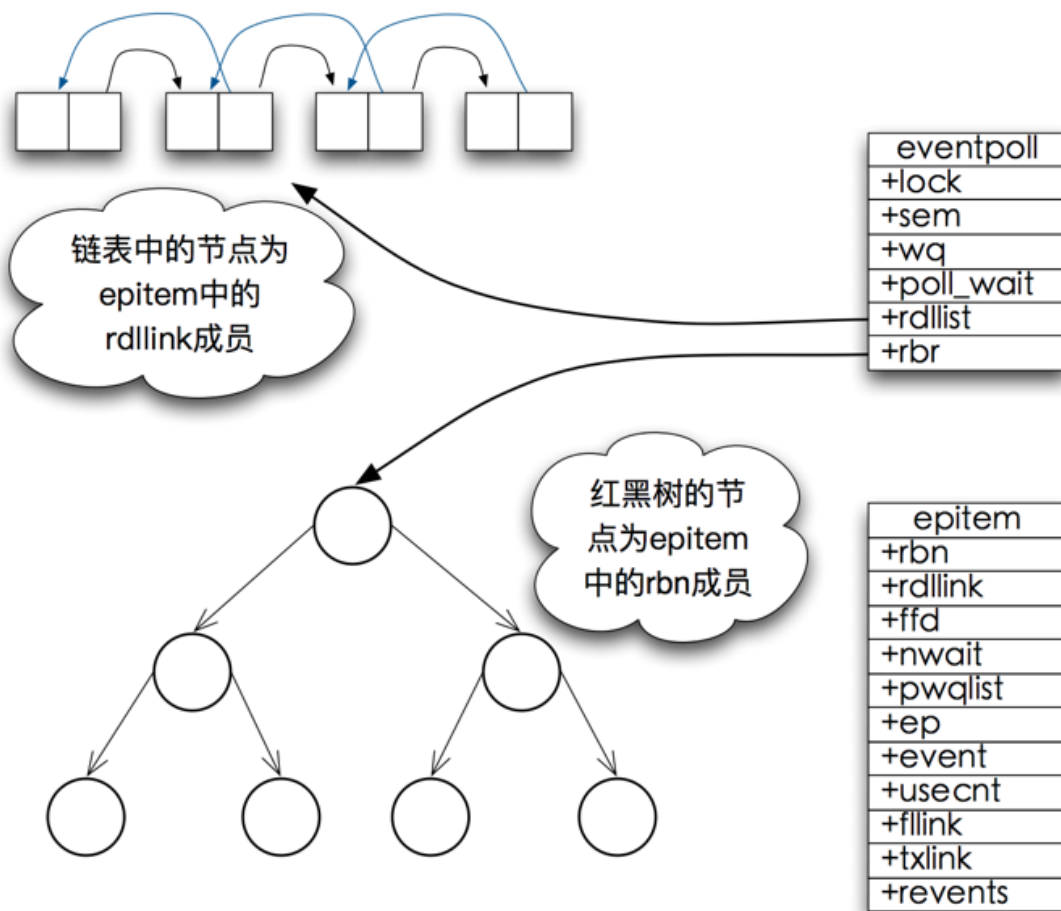 链表中的节点为
epitem中的
rdllink成员
eventpoll
+lock
+sem
+wq
+poll_wait
+rdllist
+rbr
红黑树的节
点为epitem
中的rbn成员
epitem
+rbn
+rdllink
+ffd
+nwait
+pwqlist
+ep
+event
+usecnt
+fllink
+txlink
+revents